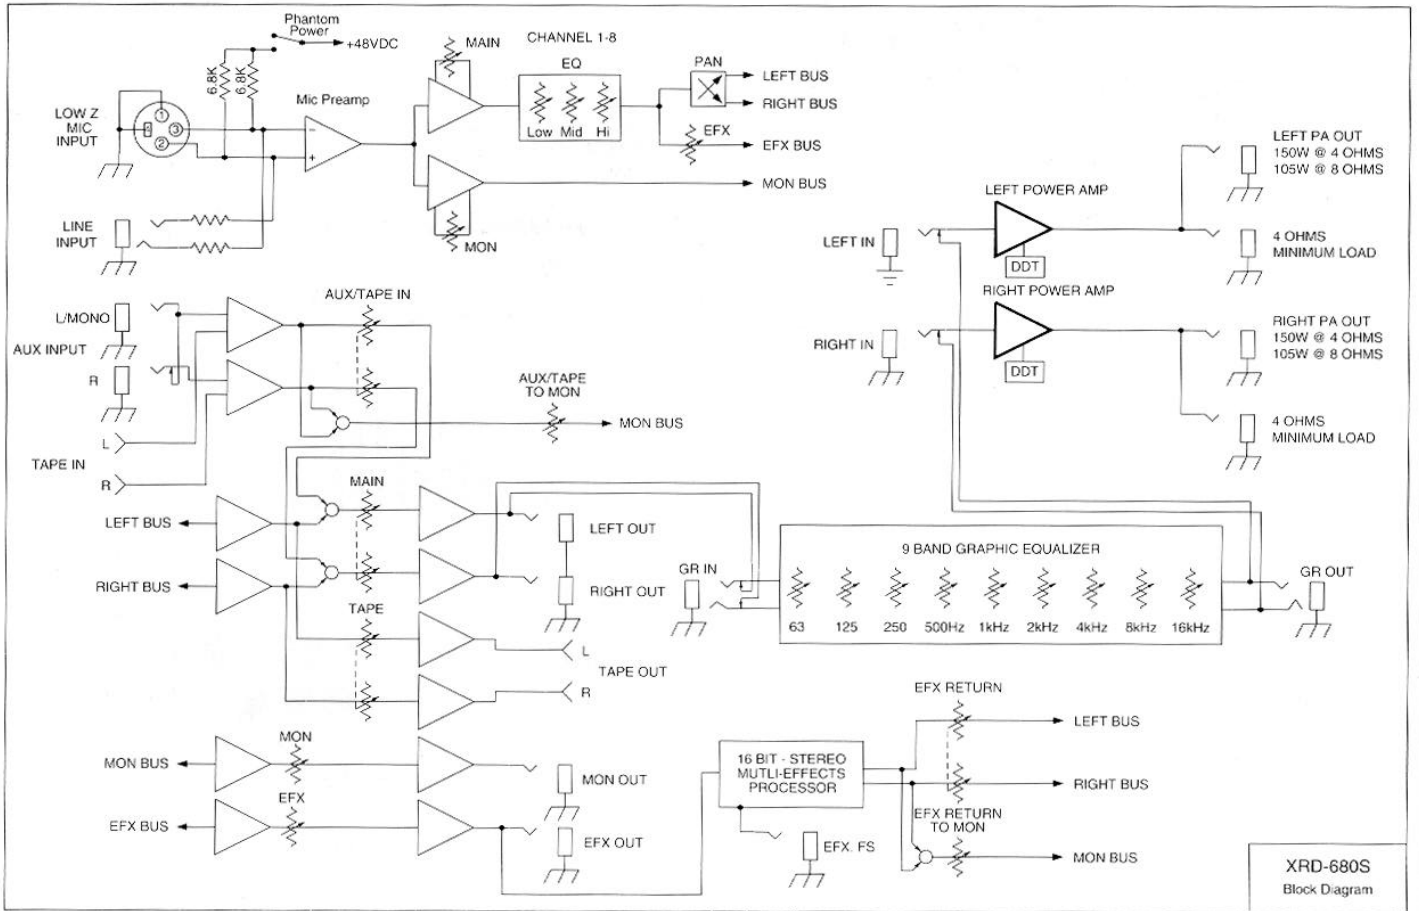 Phantom
Power
+48VDC
6.8K
6.8K
LOW Z
MIC
INPUT
1
3
2
Mic Preamp
−
+
MAIN
CHANNEL 1-8
EQ
Low Mid Hi
PAN
LEFT BUS
RIGHT BUS
EFX
EFX BUS
MON BUS
MON
LINE
INPUT
L/MONO
AUX INPUT
R
AUX/TAPE IN
AUX/TAPE
TO MON
MON BUS
L
TAPE IN
R
LEFT IN
LEFT POWER AMP
DDT
LEFT PA OUT
150W @ 4 OHMS
105W @ 8 OHMS
4 OHMS
MINIMUM LOAD
RIGHT IN
RIGHT POWER AMP
DDT
RIGHT PA OUT
150W @ 4 OHMS
105W @ 8 OHMS
4 OHMS
MINIMUM LOAD
LEFT BUS
MAIN
LEFT OUT
RIGHT BUS
RIGHT OUT
TAPE
L
TAPE OUT
R
GR IN
9 BAND GRAPHIC EQUALIZER
63 125 250 500Hz 1kHz 2kHz 4kHz 8kHz 16kHz
GR OUT
MON BUS
MON
MON OUT
EFX BUS
EFX
EFX OUT
16 BIT - STEREO
MUTLI-EFFECTS
PROCESSOR
EFX. FS
EFX RETURN
LEFT BUS
RIGHT BUS
EFX RETURN
TO MON
MON BUS
XRD-680S
Block Diagram